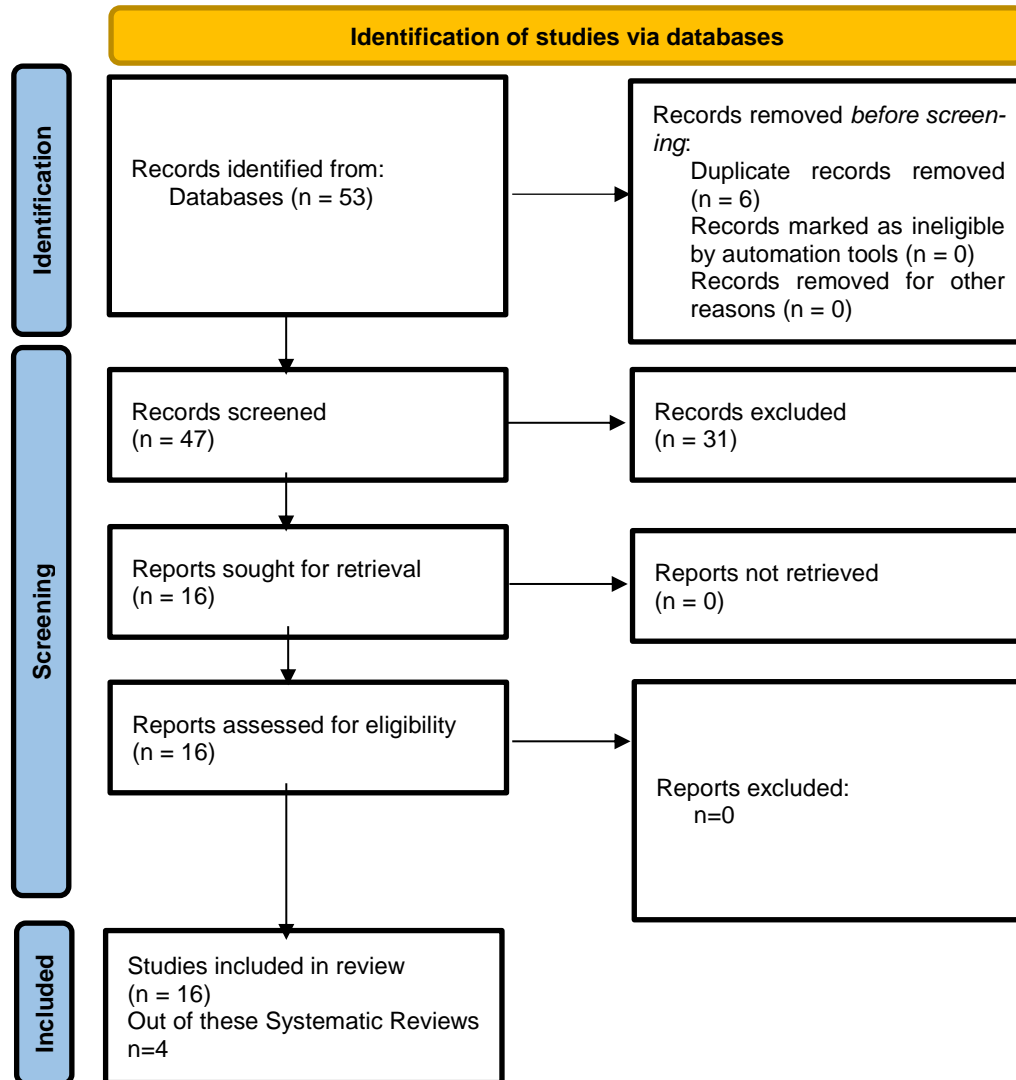 Identification of studies via databases
Identification
Records identified from:
Databases (n = 53)
Records removed before screen-
ing:
Duplicate records removed
(n = 6)
Records marked as ineligible
by automation tools (n = 0)
Records removed for other
reasons (n = 0)
Screening
Records screened
(n = 47)
Records excluded
(n = 31)
Reports sought for retrieval
(n = 16)
Reports not retrieved
(n = 0)
Reports assessed for eligibility
(n = 16)
Reports excluded:
n=0
Included
Studies included in review
(n = 16)
Out of these Systematic Reviews
n=4